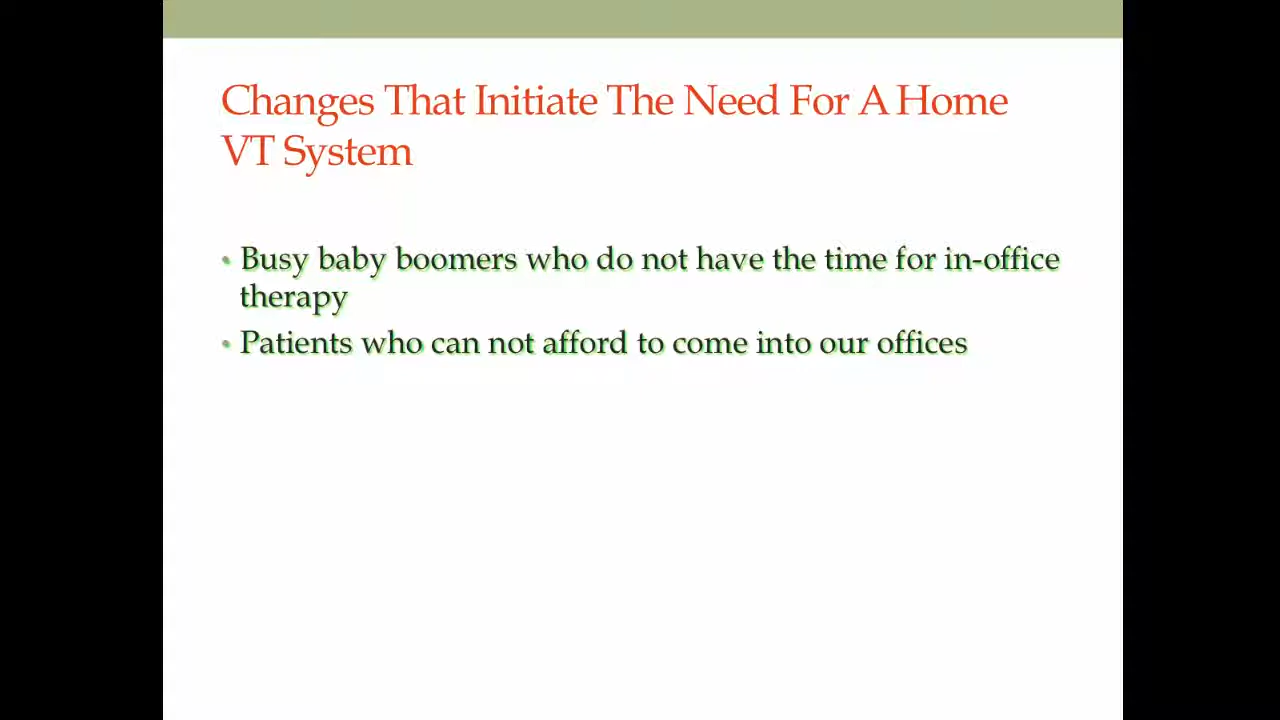 Changes That Initiate The Need For A Home
VT System
• Busy baby boomers who do not have the time for in-office
therapy
• Patients who can not afford to come into our offices